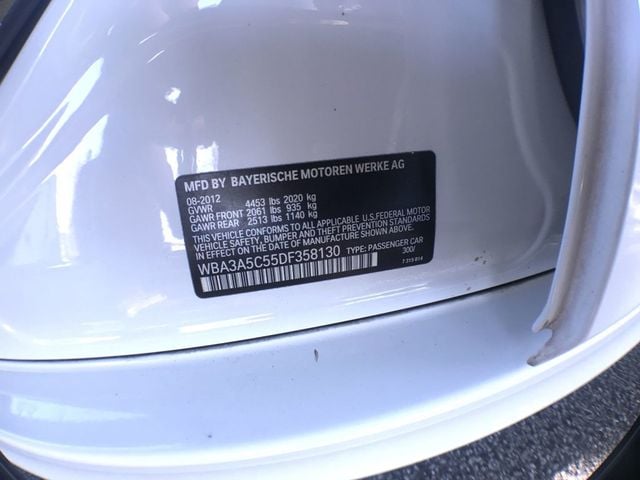 MFD BY BAYERISCHE MOTOREN WERKE AG
08-2012
GVWR 4453 lbs 2020 kg
GAWR FRONT 2061 lbs 935 kg
GAWR REAR 2513 lbs 1140 kg
THIS VEHICLE CONFORMS TO ALL APPLICABLE U.S.FEDERAL MOTOR
VEHICLE SAFETY, BUMPER AND THEFT PREVENTION STANDARDS
IN EFFECT ON THE DATE OF MANUFACTURE SHOWN ABOVE.
WBA3A5C55DF358130 TYPE: PASSENGER CAR
300/